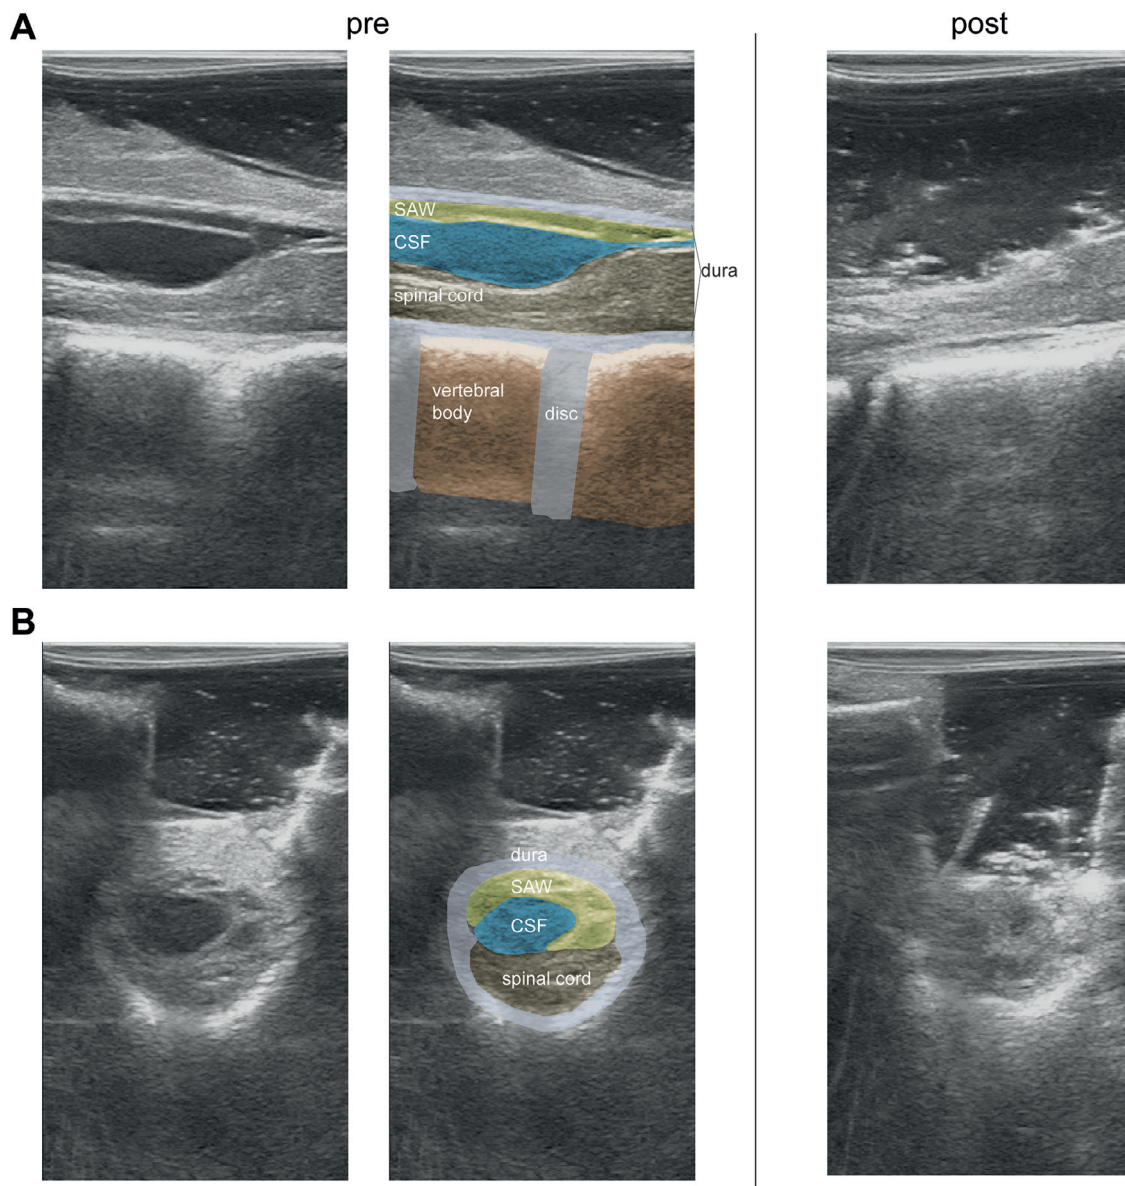 A
pre
post
SAW
CSF
dura
spinal cord
vertebral
body
disc
B
dura
SAW
CSF
spinal cord